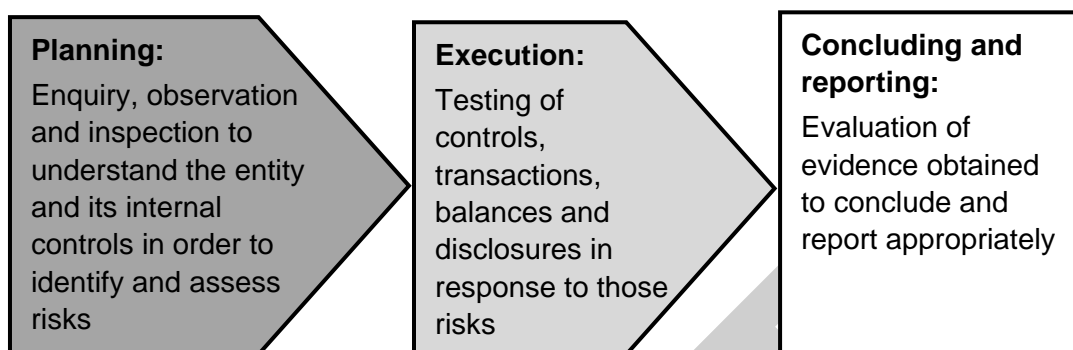 Planning:
Enquiry, observation
and inspection to
understand the entity
and its internal
controls in order to
identify and assess
risks
Execution:
Testing of
controls,
transactions,
balances and
disclosures in
response to those
risks
Concluding and
reporting:
Evaluation of
evidence obtained
to conclude and
report appropriately